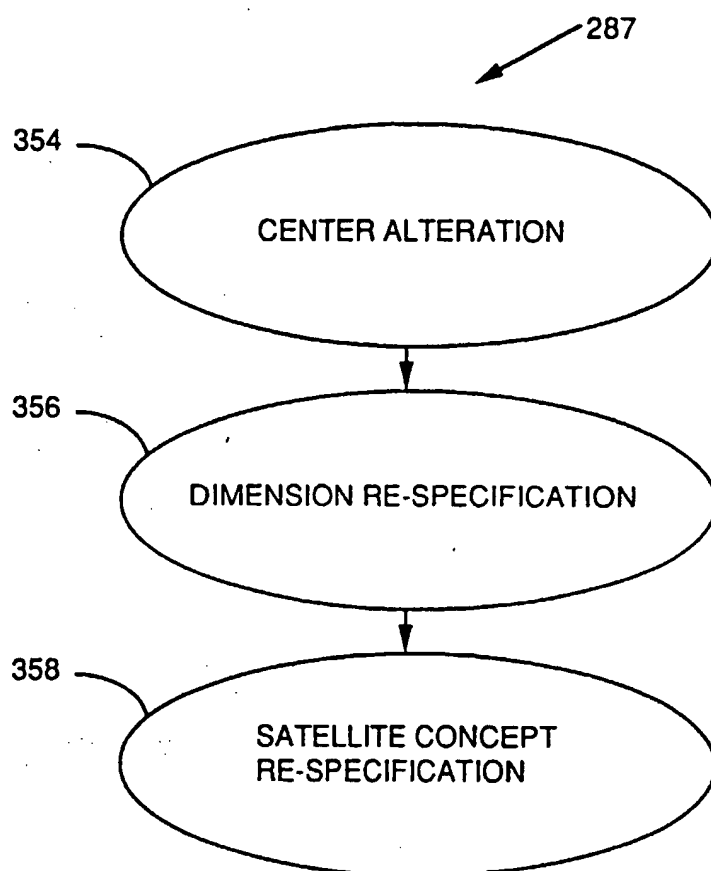 287
354
CENTER ALTERATION
356
DIMENSION RE-SPECIFICATION
358
SATELLITE CONCEPT
RE-SPECIFICATION